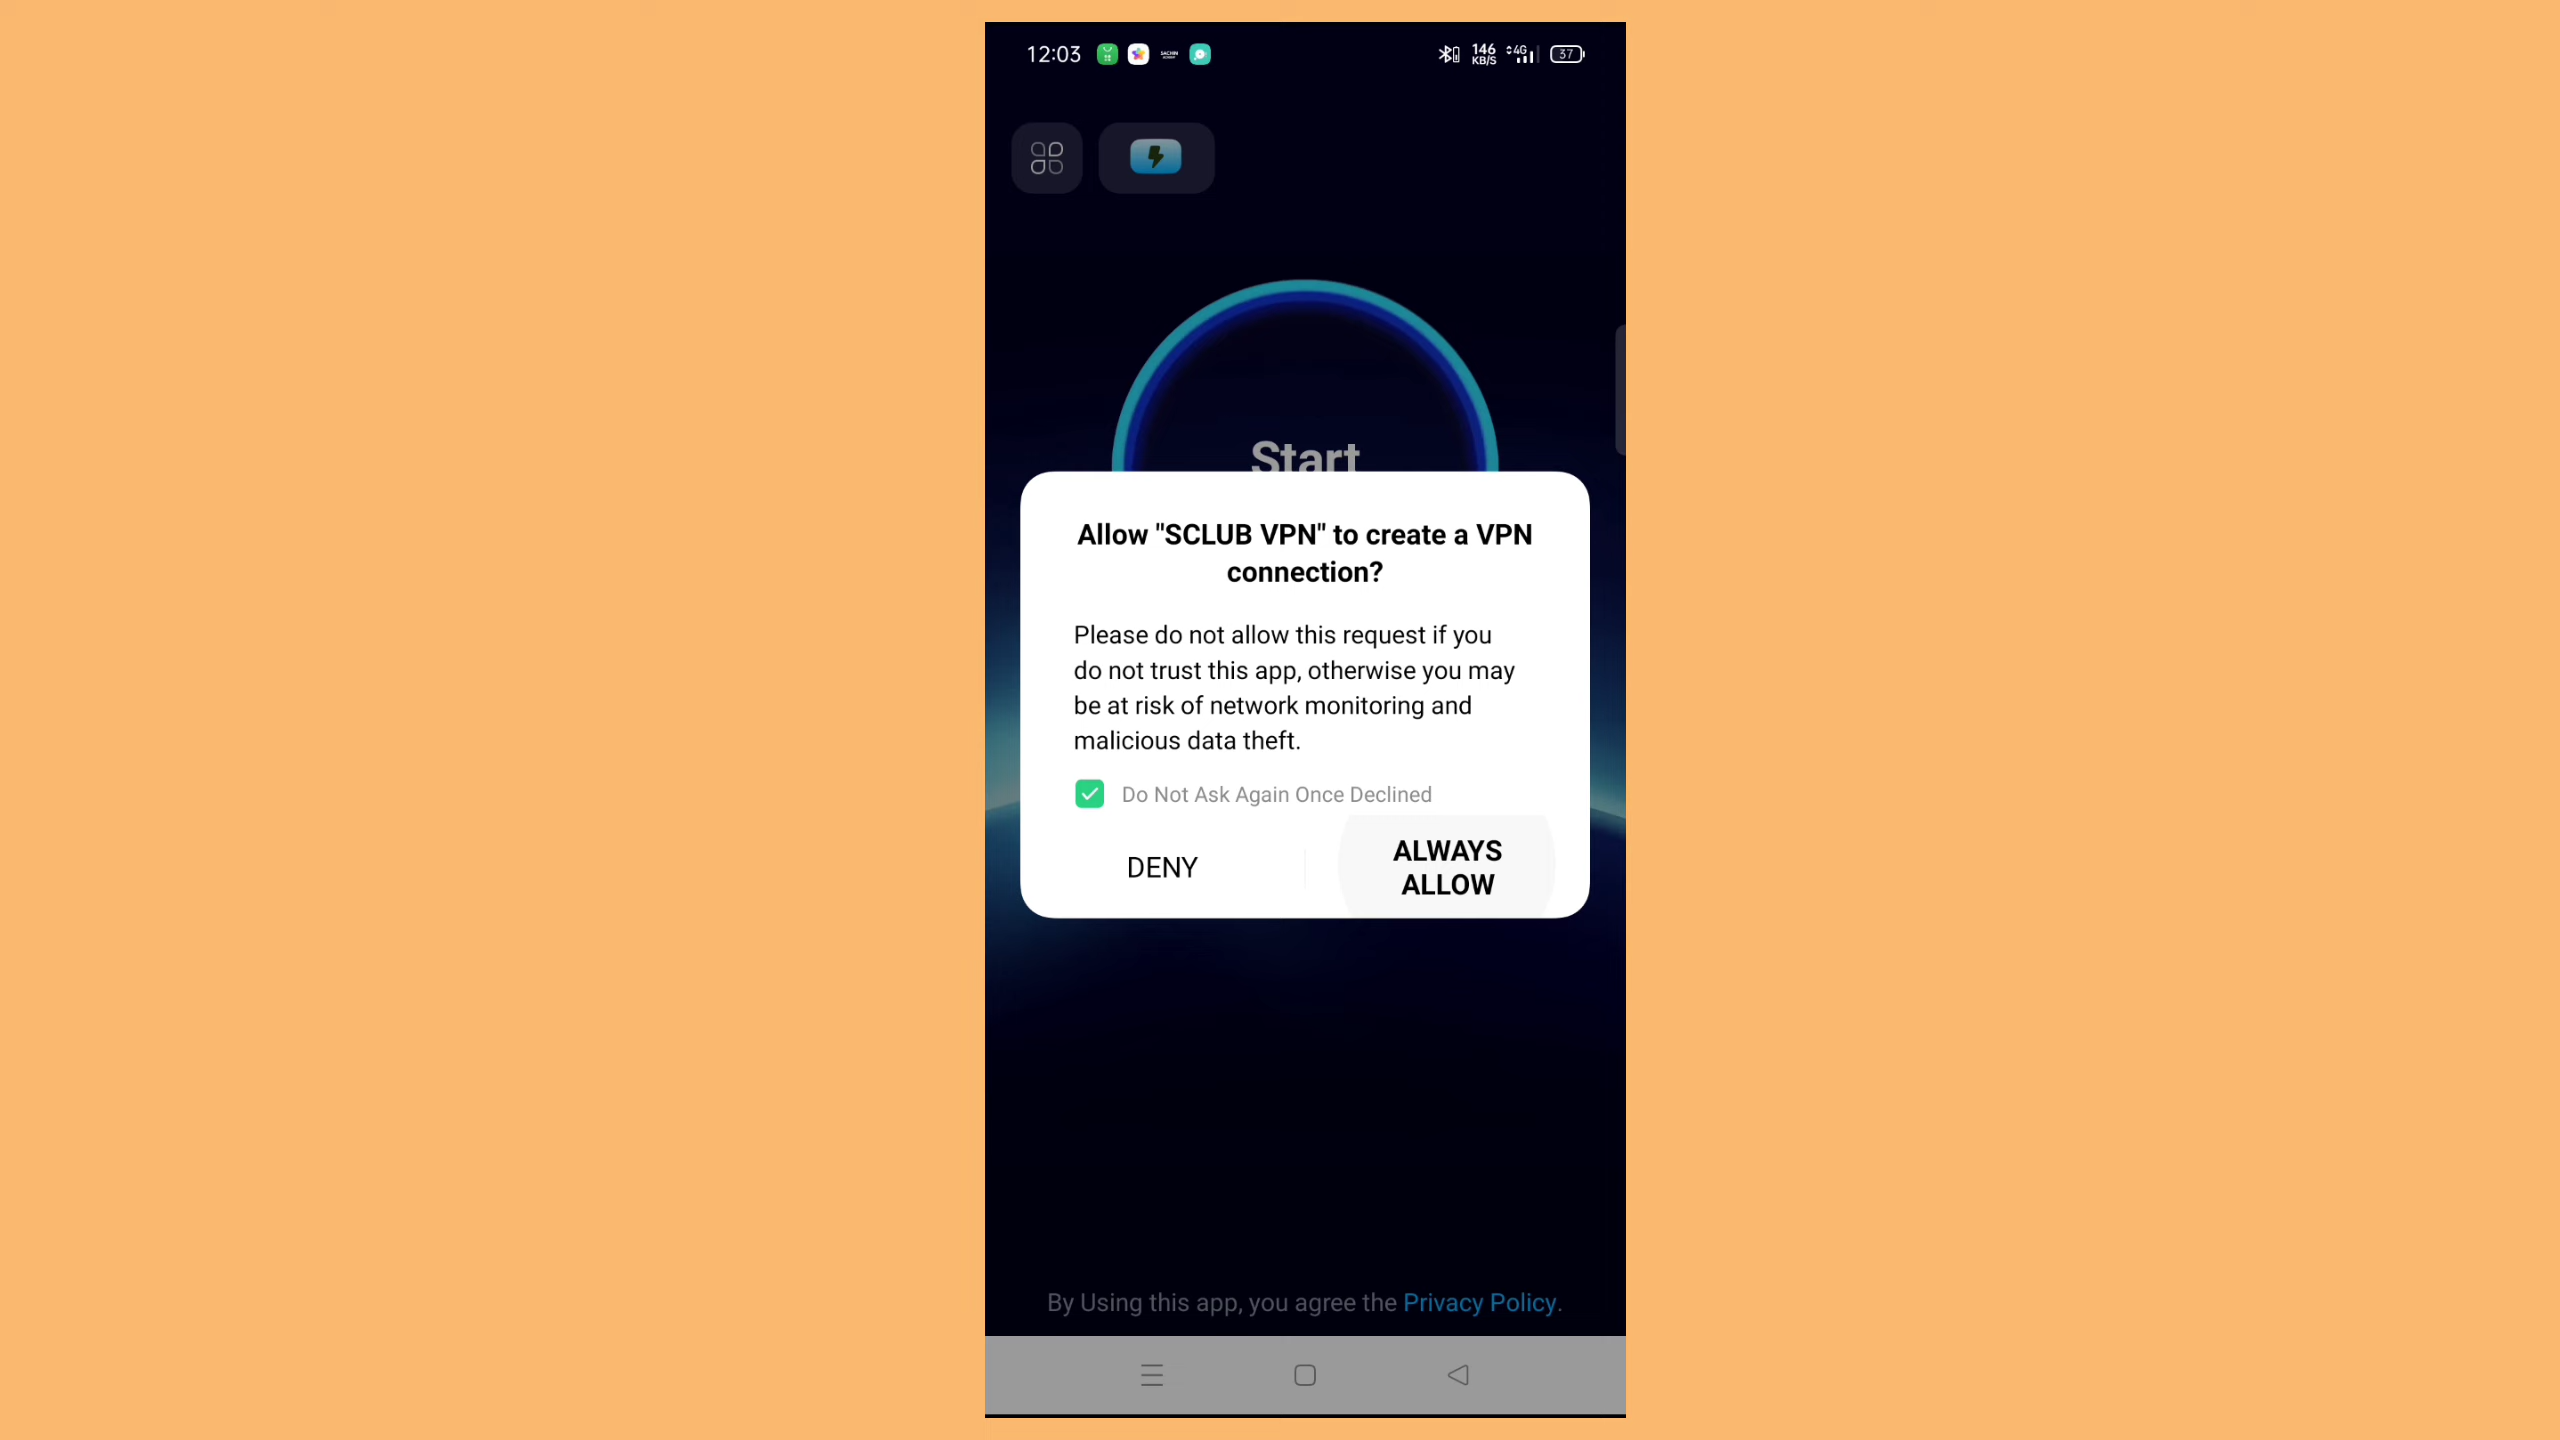 12:03
146
KB/S
4G
37
Start
Allow "SCLUB VPN" to create a VPN
connection?
Please do not allow this request if you
do not trust this app, otherwise you may
be at risk of network monitoring and
malicious data theft.
Do Not Ask Again Once Declined
DENY
ALWAYS
ALLOW
By Using this app, you agree the Privacy Policy.